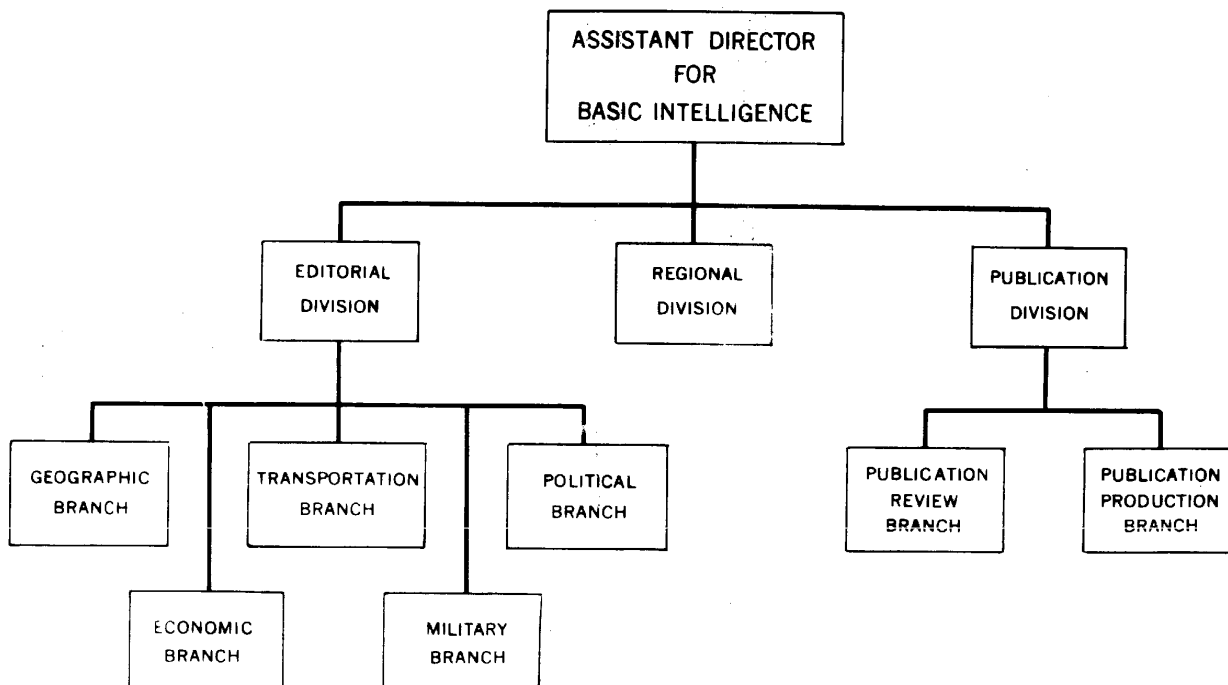 ASSISTANT DIRECTOR
FOR
BASIC INTELLIGENCE
EDITORIAL
DIVISION
REGIONAL
DIVISION
PUBLICATION
DIVISION
GEOGRAPHIC
BRANCH
TRANSPORTATION
BRANCH
POLITICAL
BRANCH
PUBLICATION
REVIEW
BRANCH
PUBLICATION
PRODUCTION
BRANCH
ECONOMIC
BRANCH
MILITARY
BRANCH